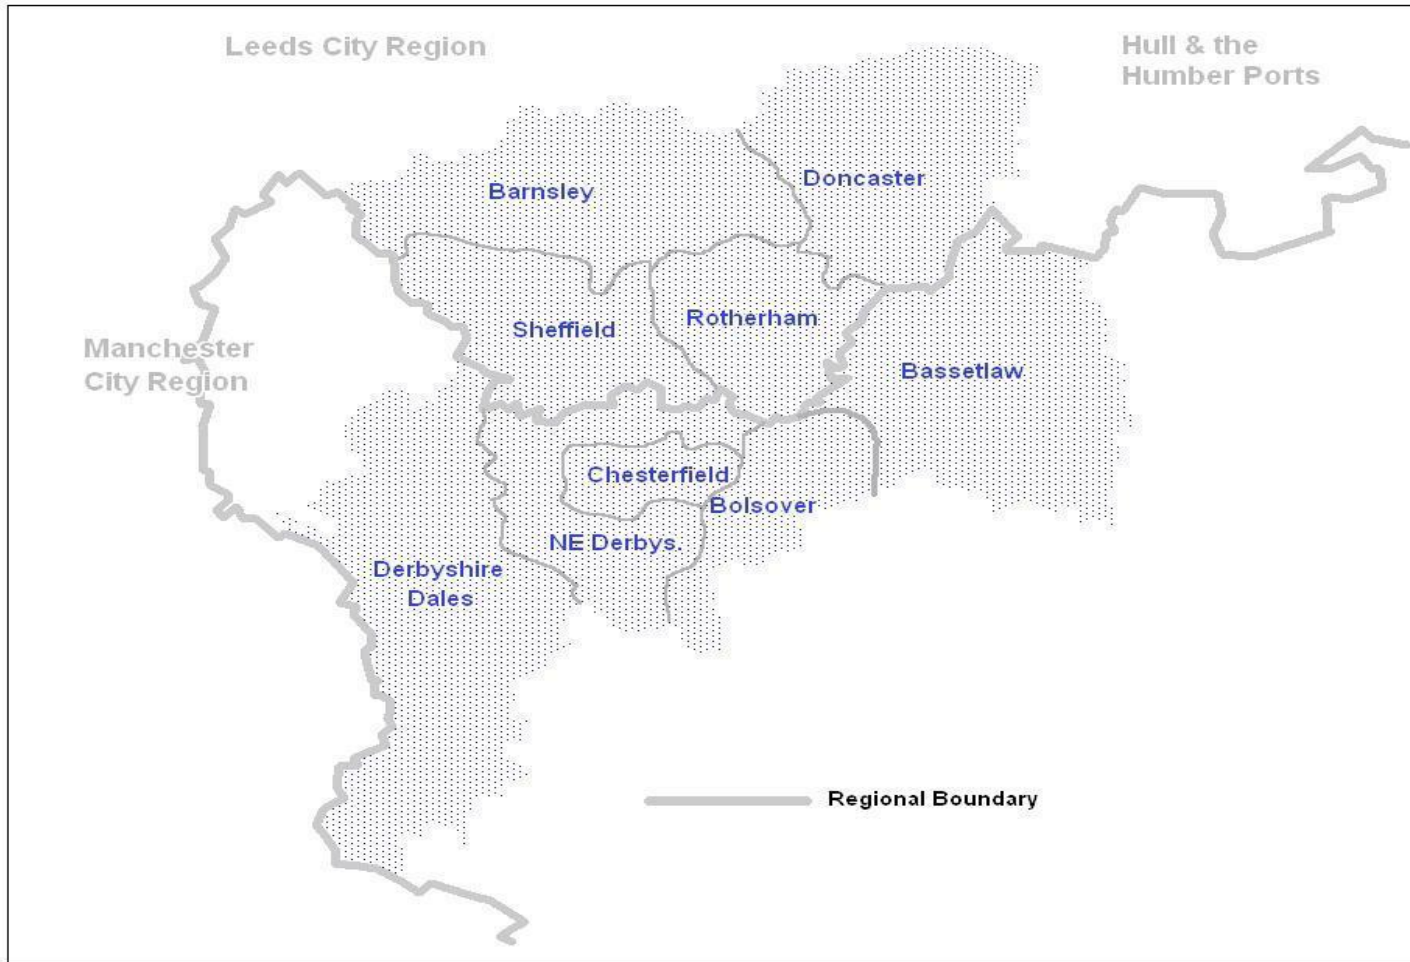 Leeds City Region
Hull & the
Humber Ports
Barnsley
Doncaster
Sheffield
Rotherham
Manchester
City Region
Bassetlaw
Chesterfield
Bolsover
NE Derbys.
Derbyshire
Dales
Regional Boundary